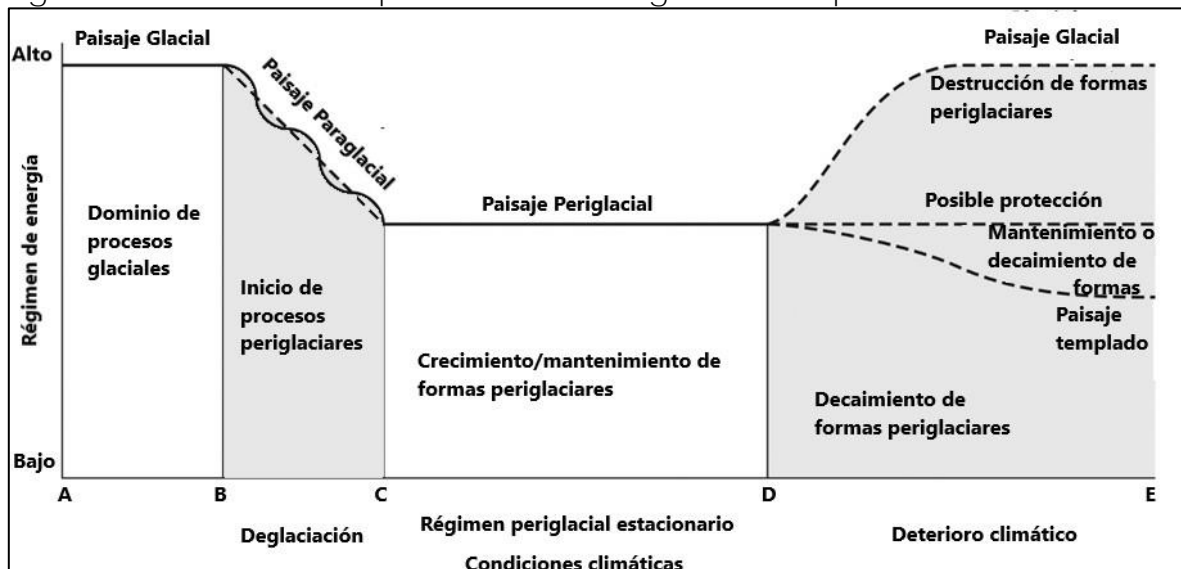 Paisaje Glacial
Alto
Paisaje Paraglacial
Régimen de energía
Dominio de
procesos
glaciales
Inicio de
procesos
periglaciares
Paisaje Periglacial
Crecimiento/mantenimiento de
formas periglaciares
Paisaje Glacial
Destrucción de formas
periglaciares
Posible protección
Mantenimiento o
decaimiento de
formas
Paisaje
templado
Decaimiento de
formas periglaciares
Bajo
A B C D E
Deglaciación
Régimen periglacial estacionario
Deterioro climático
Condiciones climáticas